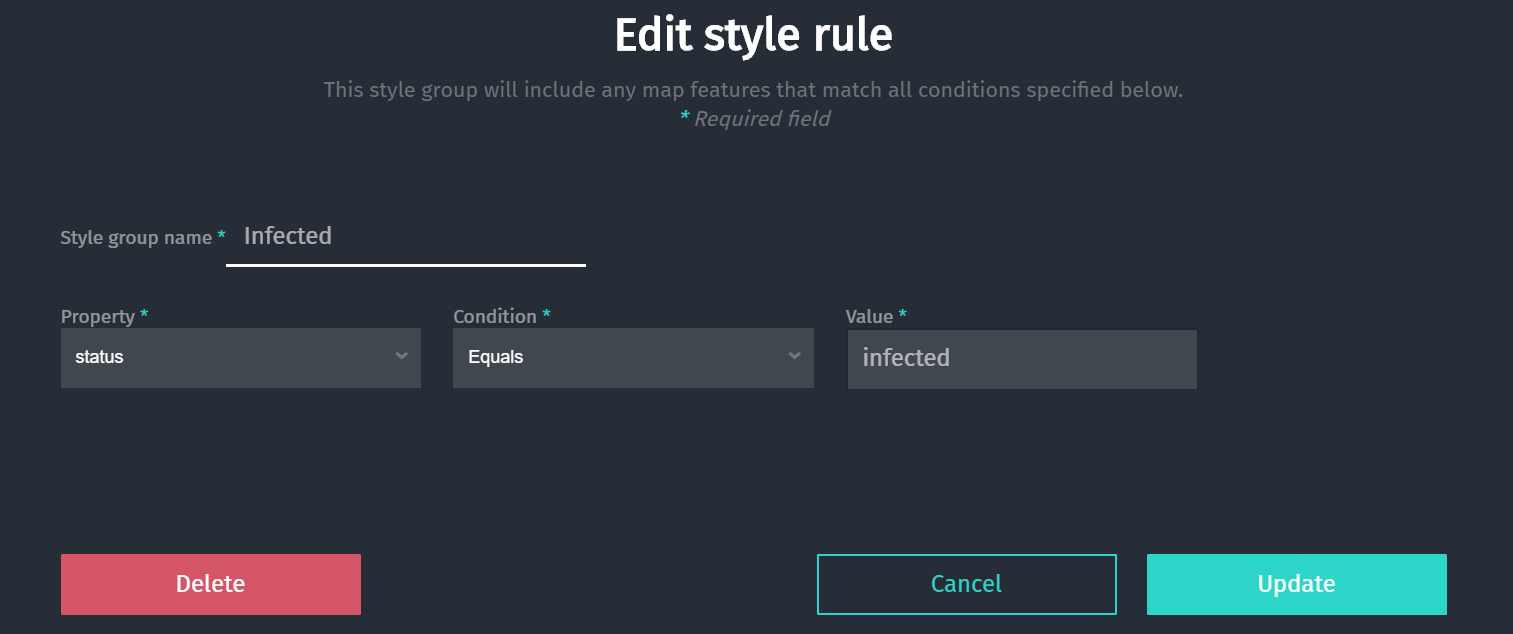 Edit style rule
This style group will include any map features that match all conditions specified below.
* Required field
Style group name * Infected
Property * Condition * Value *
status Equals infected
Delete Cancel Update